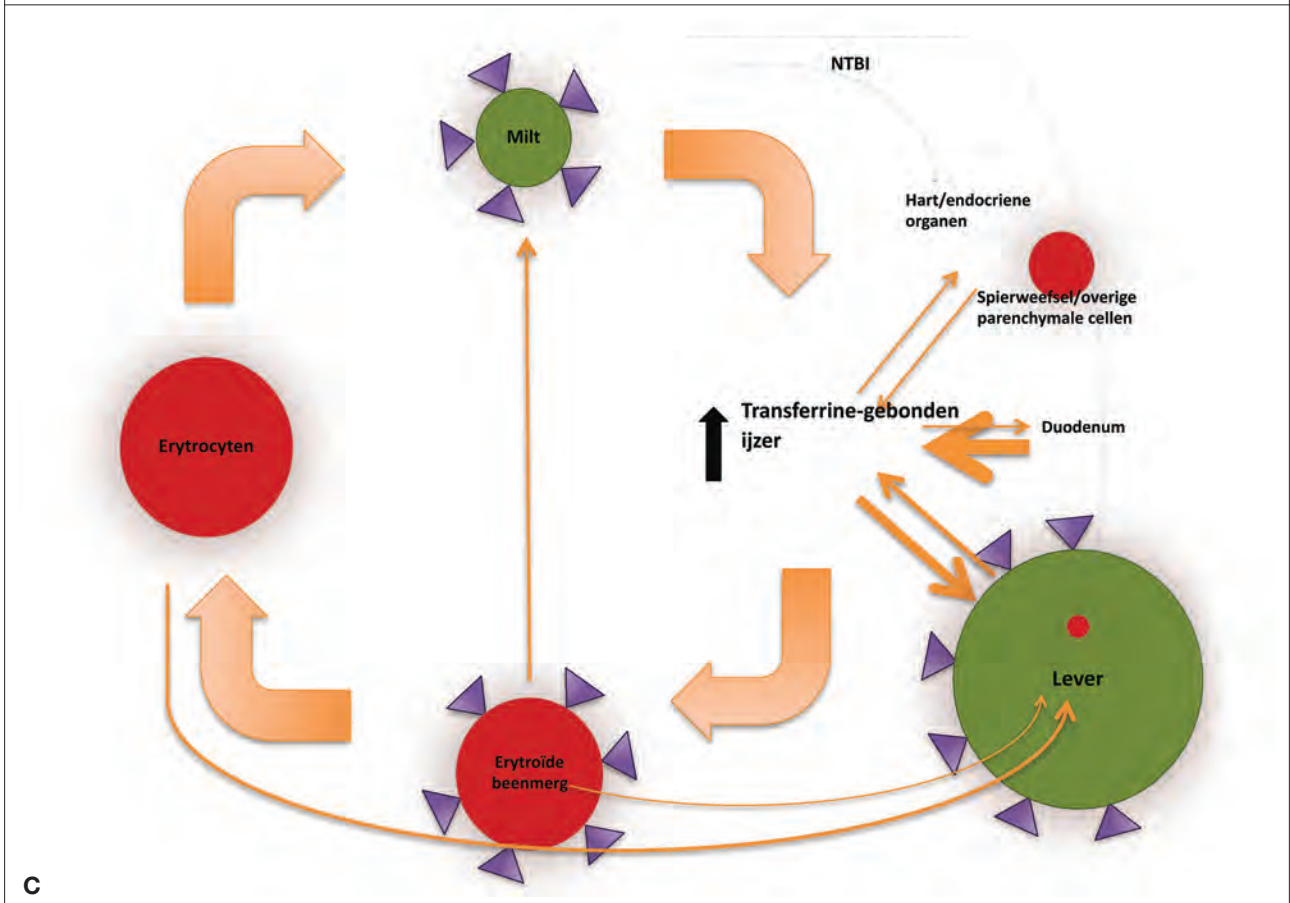 NTBI
Milt
Hart/endocriene
organen
Spierweefsel/overige
parenchymale cellen
Transferrine-gebonden
ijzer
Duodenum
Erytrocyten
Lever
Erytroïde
beenmerg
C